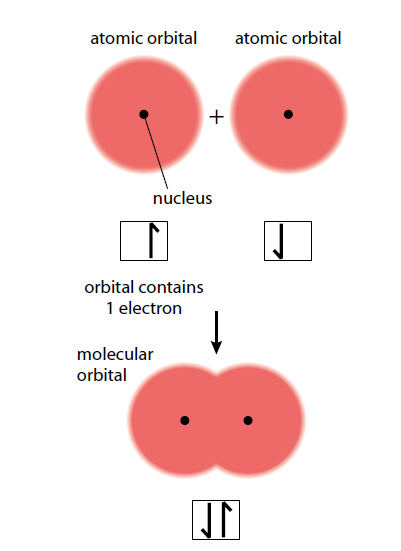 atomic orbital
atomic orbital
+
nucleus
orbital contains
1 electron
molecular
orbital